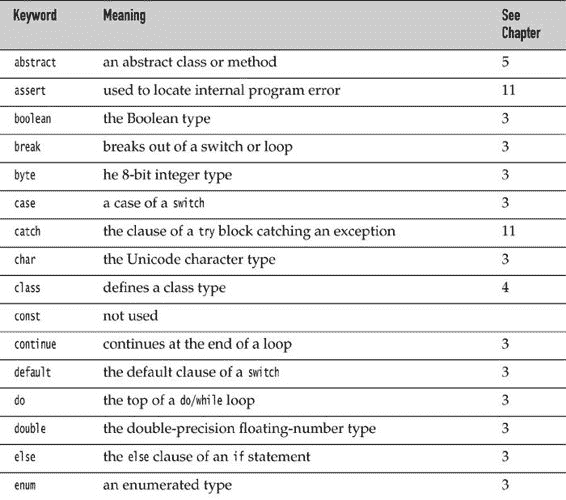 Keyword Meaning See Chapter
abstract an abstract class or method 5
assert used to locate internal program error 11
boolean the Boolean type 3
break breaks out of a switch or loop 3
byte he 8-bit integer type 3
case a case of a switch 3
catch the clause of a try block catching an exception 11
char the Unicode character type 3
class defines a class type 4
const not used
continue continues at the end of a loop 3
default the default clause of a switch 3
do the top of a do/while loop 3
double the double-precision floating-number type 3
else the else clause of an if statement 3
enum an enumerated type 3